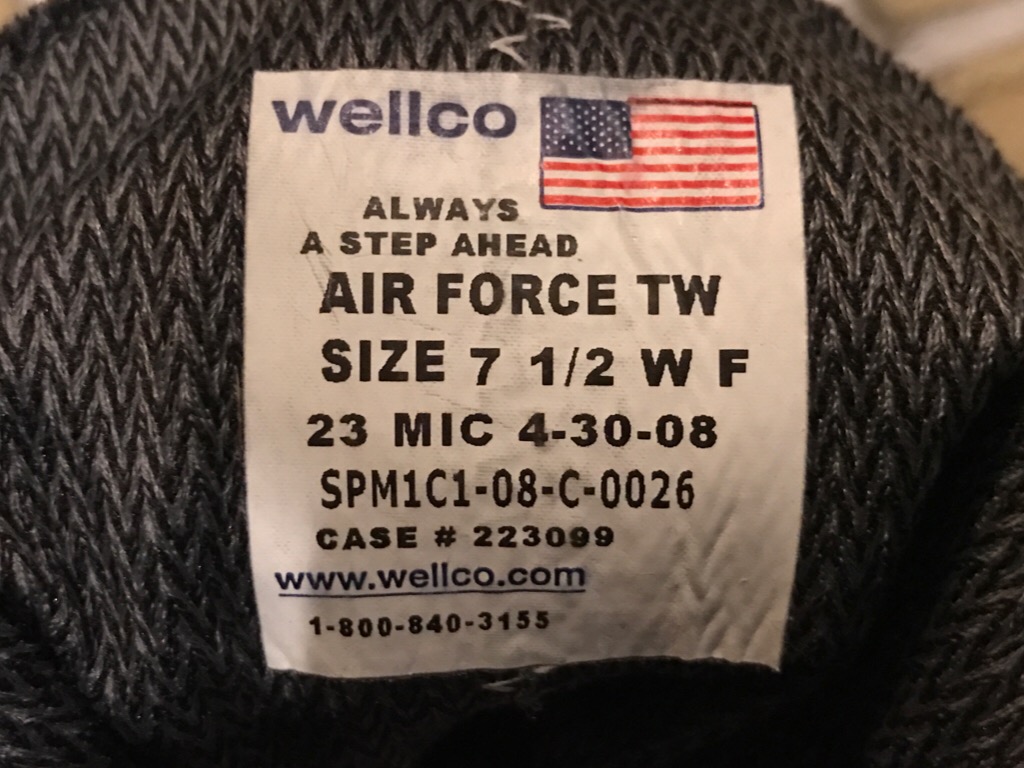 wellco
ALWAYS
A STEP AHEAD
AIR FORCE TW
SIZE 7 1/2 W F
23 MIC 4-30-08
SPM1C1-08-C-0026
CASE # 223099
www.wellco.com
1-800-840-3155